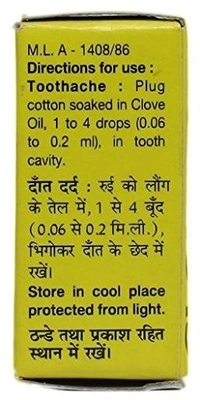 M.L. A - 1408/86
Directions for use :
Toothache : Plug
cotton soaked in Clove
Oil, 1 to 4 drops (0.06
to 0.2 ml), in tooth
cavity.
दाँत दर्द : रुई को लौंग
के तेल में, 1 से 4 बूँद
(0.06 से 0.2 मि.लो.),
भिगोकर दाँत के छेद में
रखें।
Store in cool place
protected from light.
ठन्डे तथा प्रकाश रहित
स्थान में रखें।